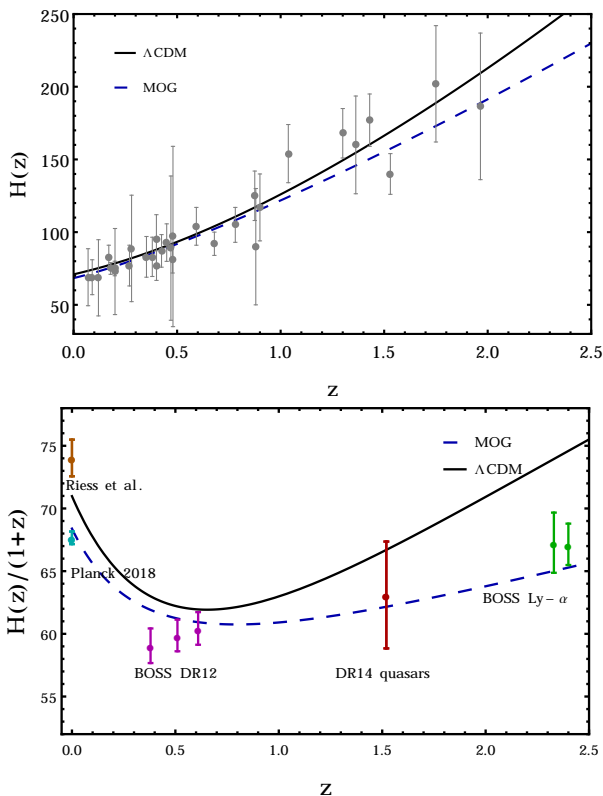 250
200
150
100
50
H(z)
ΛCDM
MOG
0.0 0.5 1.0 1.5 2.0 2.5
z
75
70
65
60
55
H(z)/(1+z)
MOG
ΛCDM
Riess et al.
Planck 2018
BOSS DR12
DR14 quasars
BOSS Ly-α
0.0 0.5 1.0 1.5 2.0 2.5
z